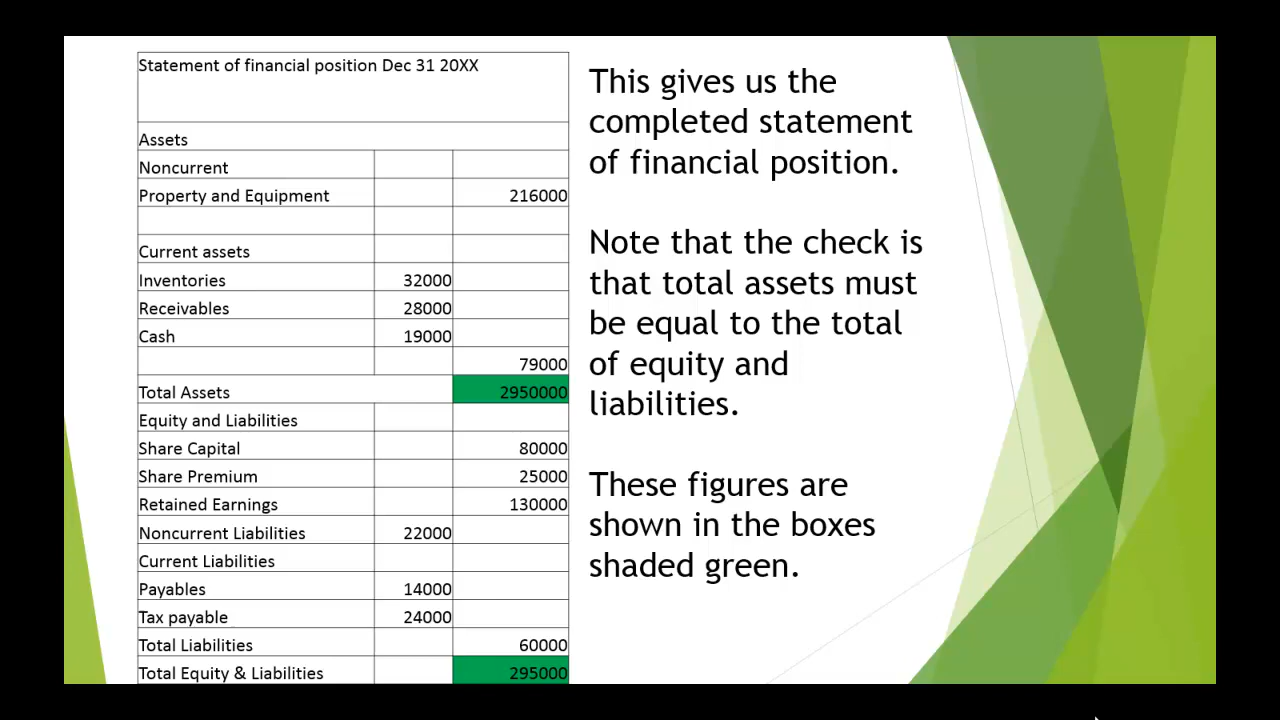 Statement of financial position Dec 31 20XX
Assets
Noncurrent
Property and Equipment 216000
Current assets
Inventories 32000
Receivables 28000
Cash 19000
79000
Total Assets 2950000
Equity and Liabilities
Share Capital 80000
Share Premium 25000
Retained Earnings 130000
Noncurrent Liabilities 22000
Current Liabilities
Payables 14000
Tax payable 24000
Total Liabilities 60000
Total Equity & Liabilities 295000
This gives us the
completed statement
of financial position.
Note that the check is
that total assets must
be equal to the total
of equity and
liabilities.
These figures are
shown in the boxes
shaded green.